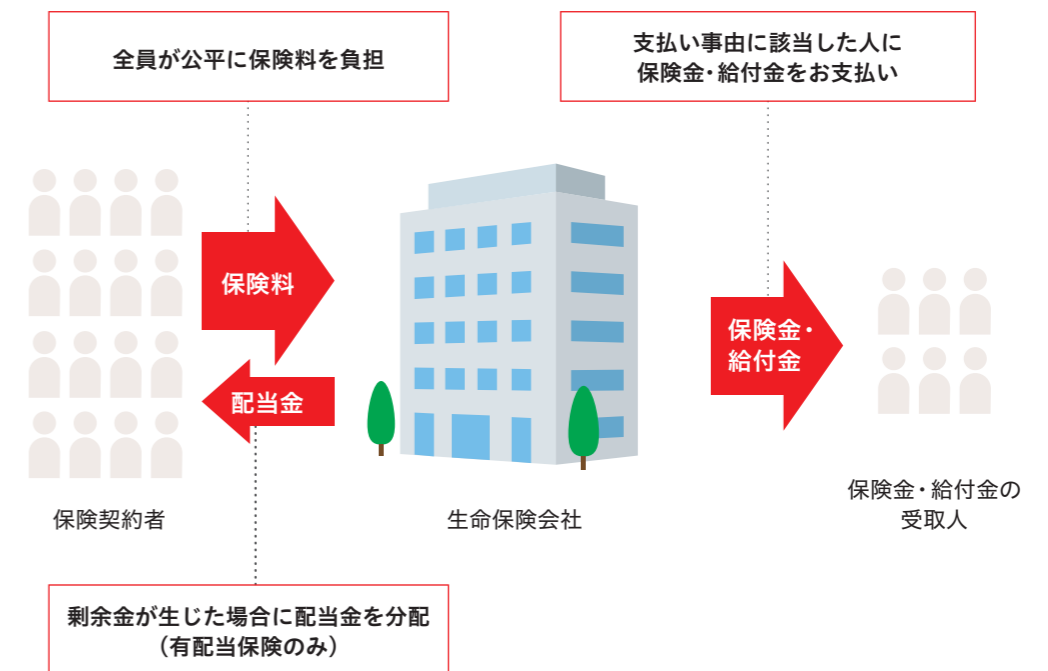 全員が公平に保険料を負担
支払い事由に該当した人に
保険金・給付金をお支払い
保険料
配当金
保険金・
給付金
保険契約者
生命保険会社
保険金・給付金の
受取人
剰余金が生じた場合に配当金を分配
（有配当保険のみ）